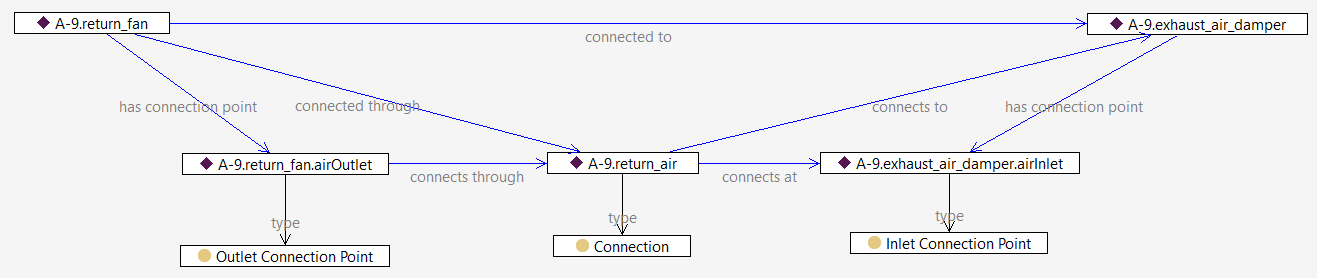 A-9.return_fan
A-9.exhaust_air_damper
connected to
has connection point
connected through
connects to
has connection point
A-9.return_fan.airOutlet
A-9.return_air
A-9.exhaust_air_damper.airInlet
connects through
connects at
type
type
type
Outlet Connection Point
Connection
Inlet Connection Point